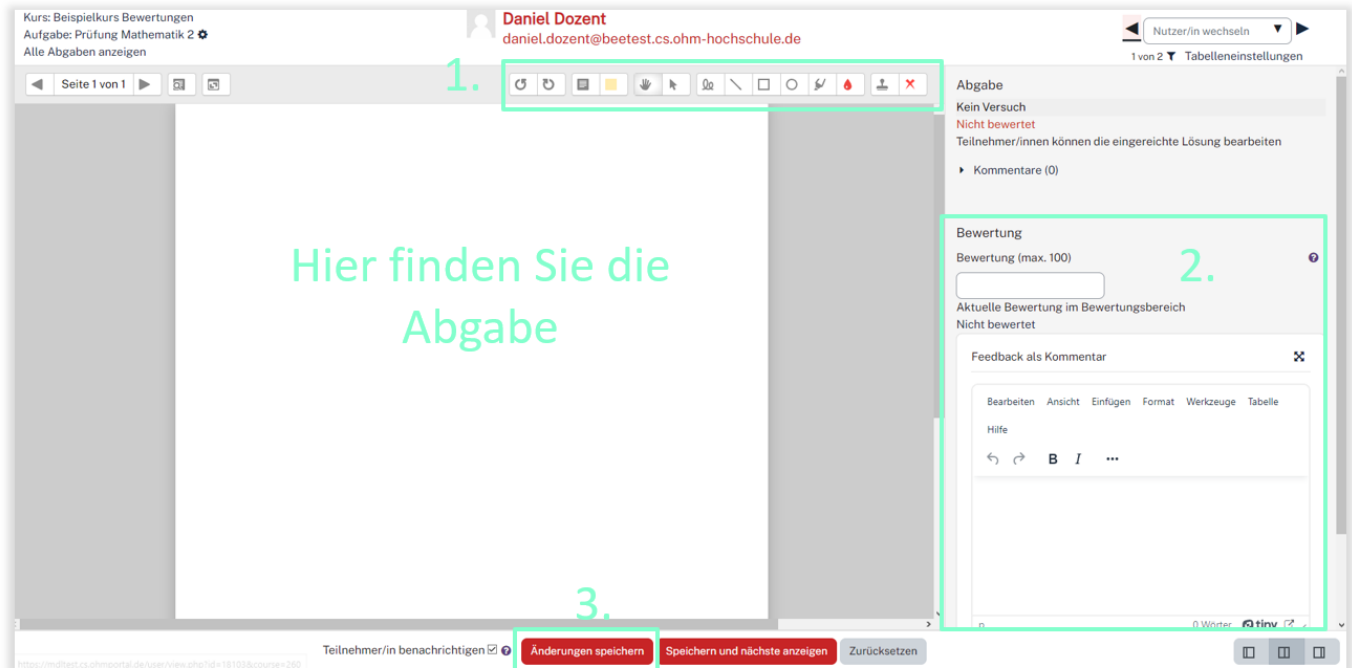 Kurs: Beispielkurs Bewertungen
Aufgabe: Prüfung Mathematik 2
Alle Abgaben anzeigen
Daniel Dozent
daniel.dozent@beetest.cs.ohm-hochschule.de
Nutzer/in wechseln
1 von 2 Tabelleneinstellungen
Seite 1 von 1
1.
Hier finden Sie die
Abgabe
Abgabe
Kein Versuch
Nicht bewertet
Teilnehmer/innen können die eingereichte Lösung bearbeiten
Kommentare (0)
Bewertung
Bewertung (max. 100)
2.
Aktuelle Bewertung im Bewertungsbereich
Nicht bewertet
Feedback als Kommentar
Bearbeiten Ansicht Einfügen Format Werkzeuge Tabelle
Hilfe
B I
0 Wörter tiny
3.
Teilnehmer/in benachrichtigen Änderungen speichern Speichern und nächste anzeigen Zurücksetzen